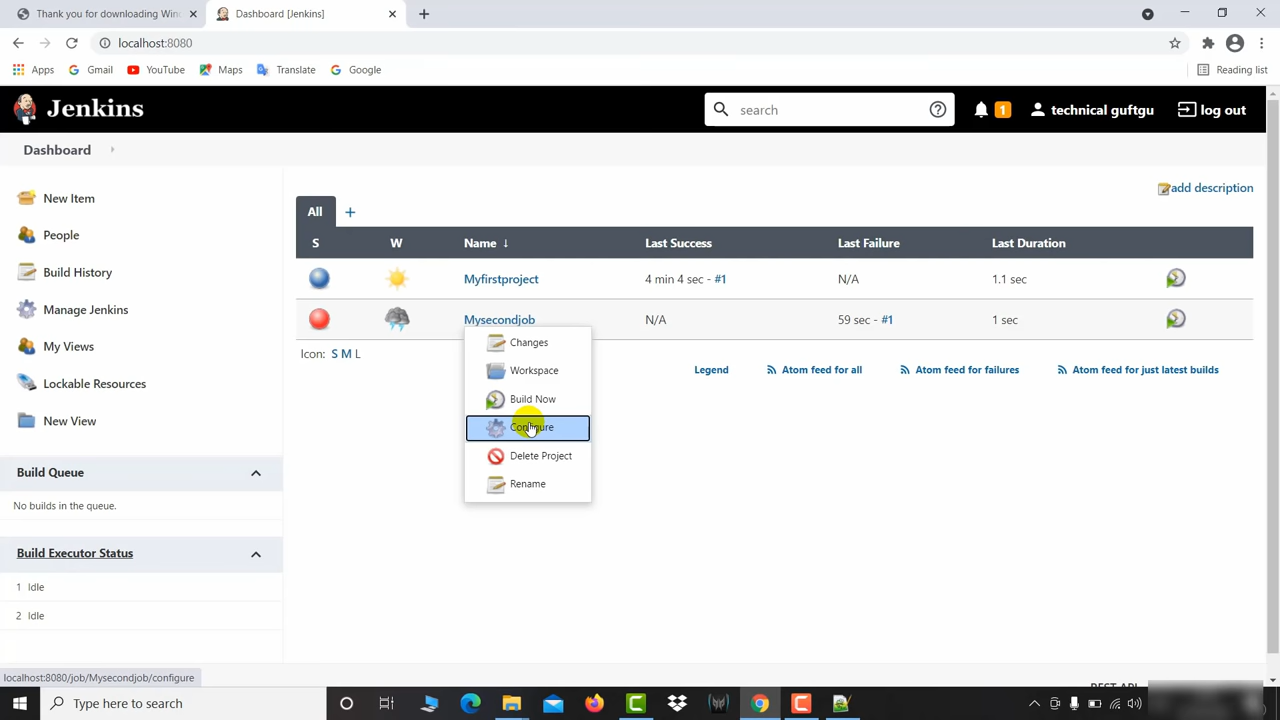 Thank you for downloading Win
Dashboard [Jenkins]
localhost:8080
Apps Gmail YouTube Maps Translate Google Reading list
Jenkins search 1 technical guftgu log out
Dashboard
New Item
People
Build History
Manage Jenkins
My Views
Lockable Resources
New View
Build Queue
No builds in the queue.
Build Executor Status
1 Idle
2 Idle
add description
All +
S W Name ↓ Last Success Last Failure Last Duration
Myfirstproject 4 min 4 sec - #1 N/A 1.1 sec
Mysecondjob N/A 59 sec - #1 1 sec
Icon: S M L
Legend Atom feed for all Atom feed for failures Atom feed for just latest builds
Changes
Workspace
Build Now
Configure
Delete Project
Rename
localhost:8080/job/Mysecondjob/configure
REST API
Type here to search